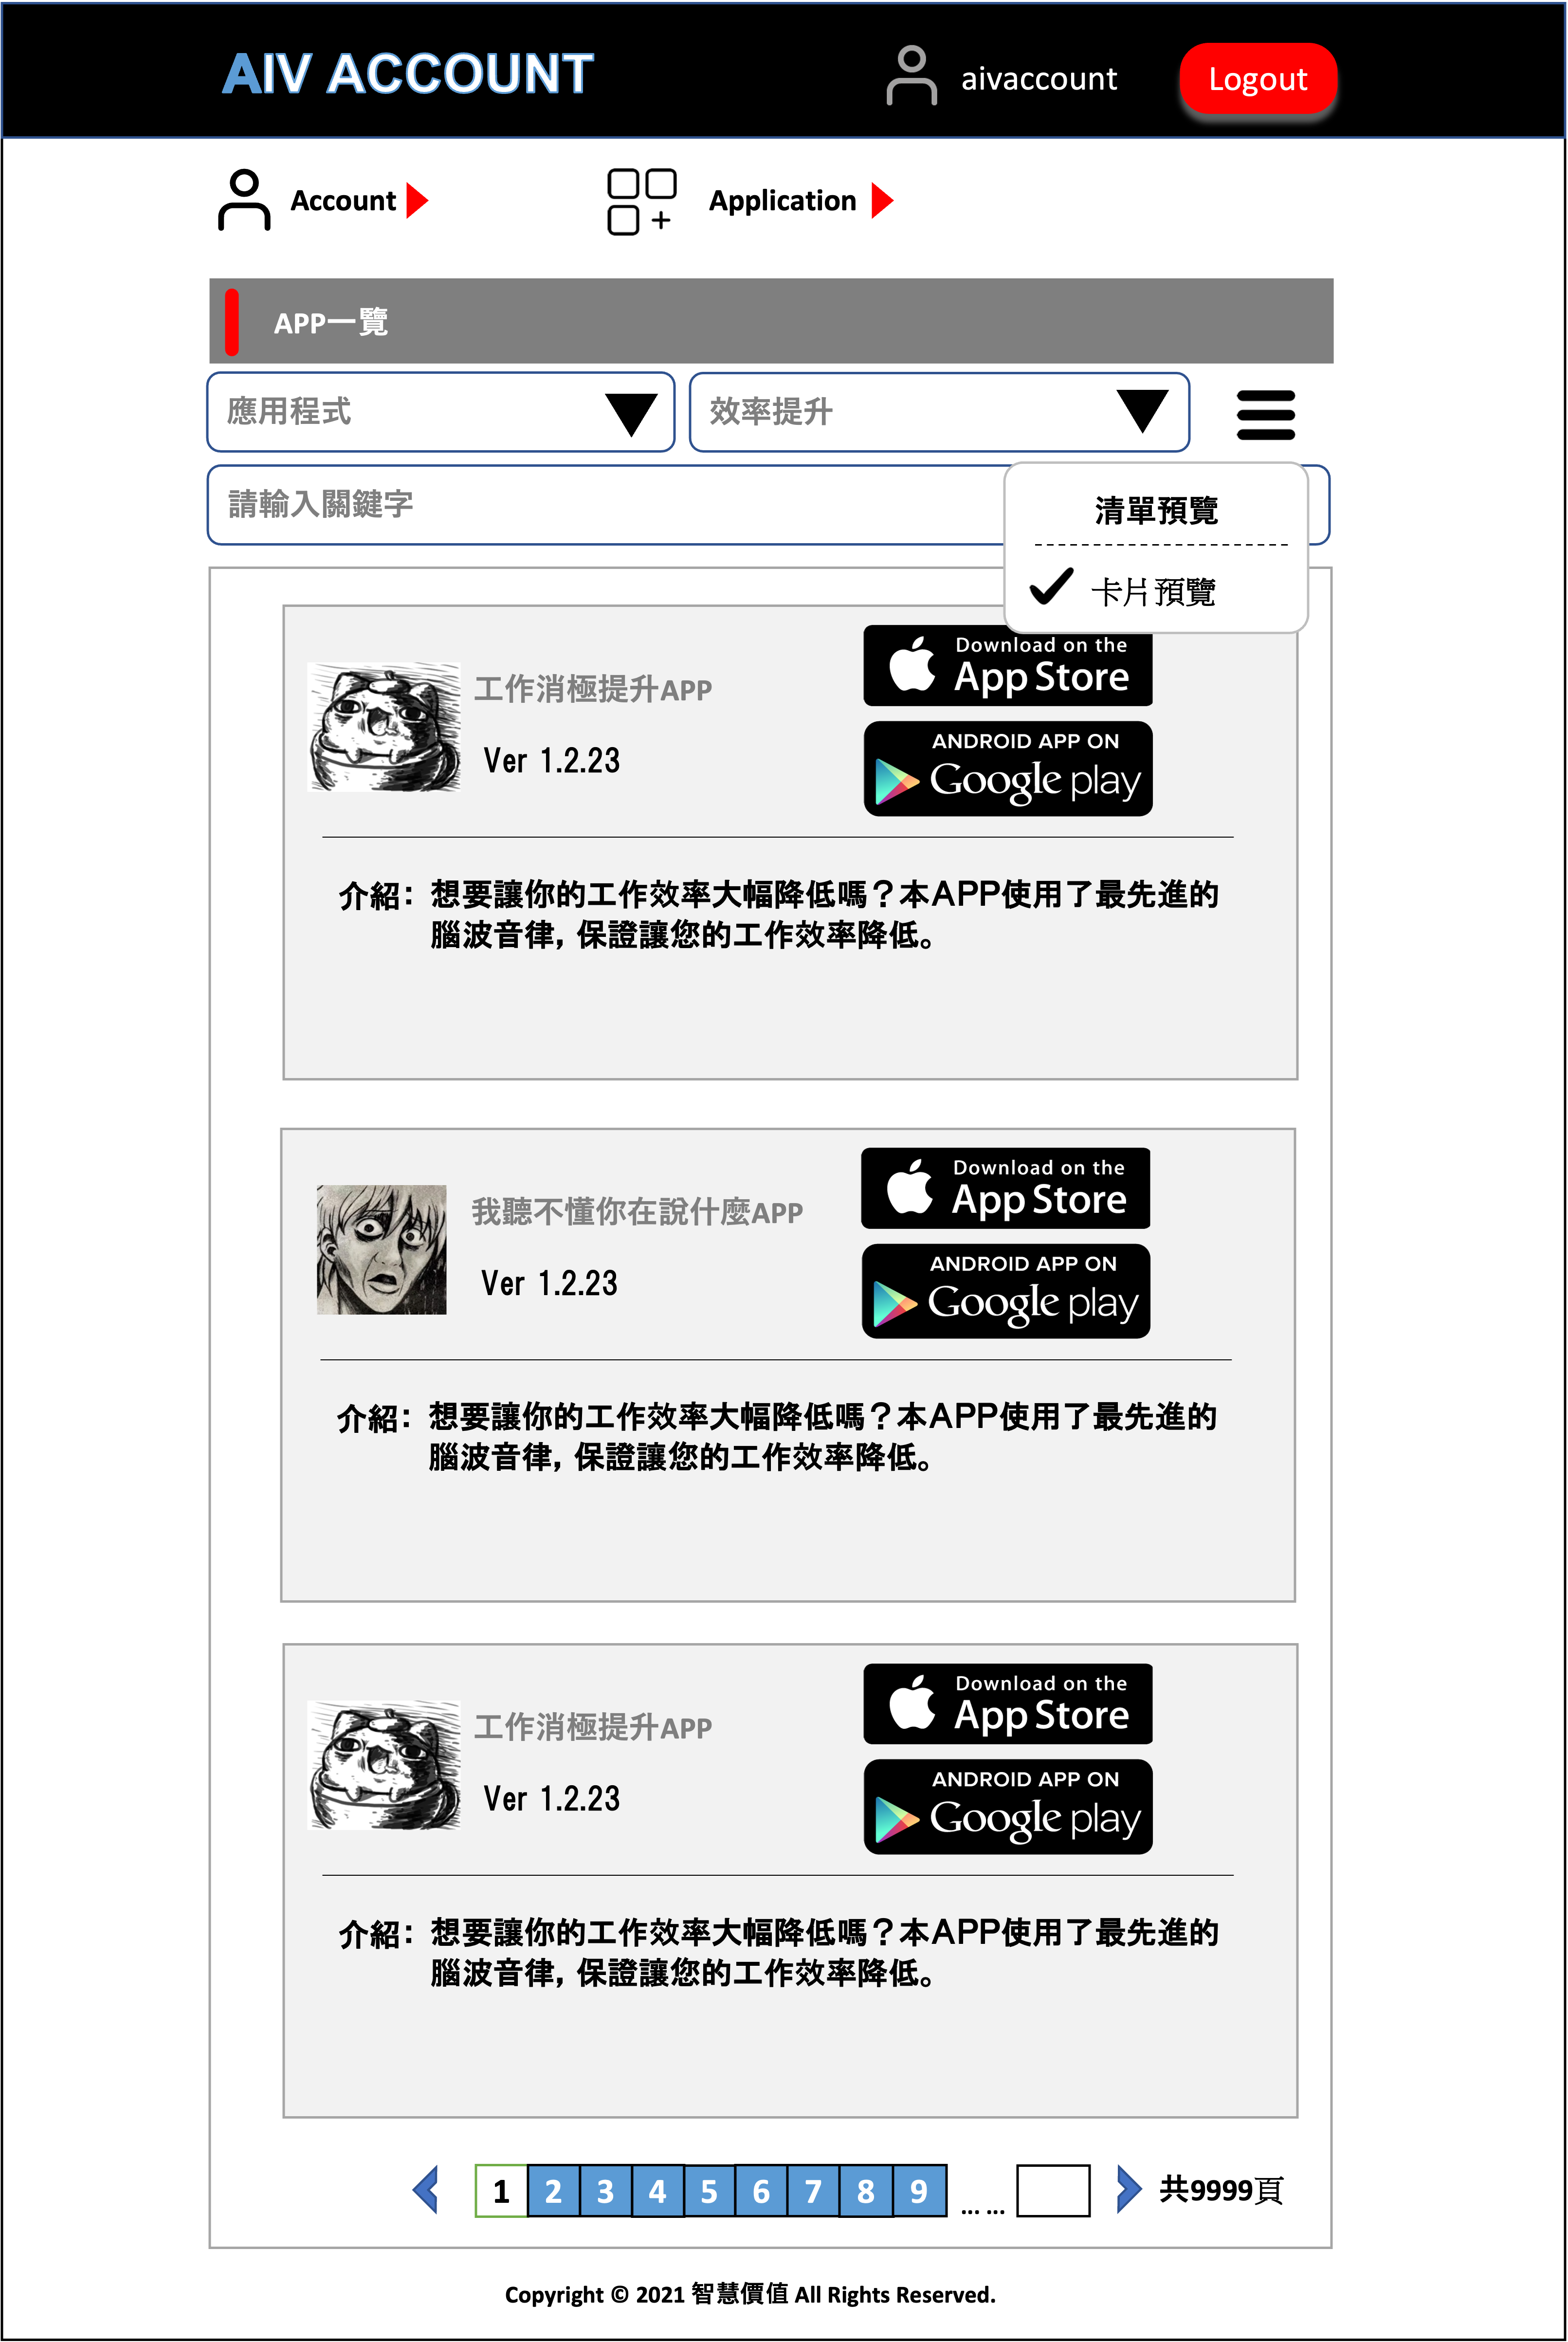 AIV ACCOUNT
aivaccount
Logout
Account
Application
APP一覽
應用程式
效率提升
請輸入關鍵字
清單預覽
卡片預覽
工作消極提升APP
Ver 1.2.23
Download on the
App Store
ANDROID APP ON
Google play
介紹：想要讓你的工作效率大幅降低嗎？本APP使用了最先進的
腦波音律，保證讓您的工作效率降低。
我聽不懂你在說什麼APP
Ver 1.2.23
Download on the
App Store
ANDROID APP ON
Google play
介紹：想要讓你的工作效率大幅降低嗎？本APP使用了最先進的
腦波音律，保證讓您的工作效率降低。
工作消極提升APP
Ver 1.2.23
Download on the
App Store
ANDROID APP ON
Google play
介紹：想要讓你的工作效率大幅降低嗎？本APP使用了最先進的
腦波音律，保證讓您的工作效率降低。
1 2 3 4 5 6 7 8 9 …… 共9999頁
Copyright © 2021 智慧價值 All Rights Reserved.